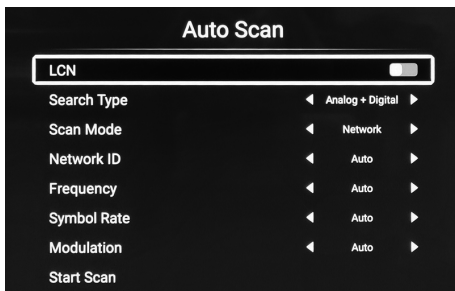 Auto Scan
LCN
Search Type Analog + Digital
Scan Mode Network
Network ID Auto
Frequency Auto
Symbol Rate Auto
Modulation Auto
Start Scan